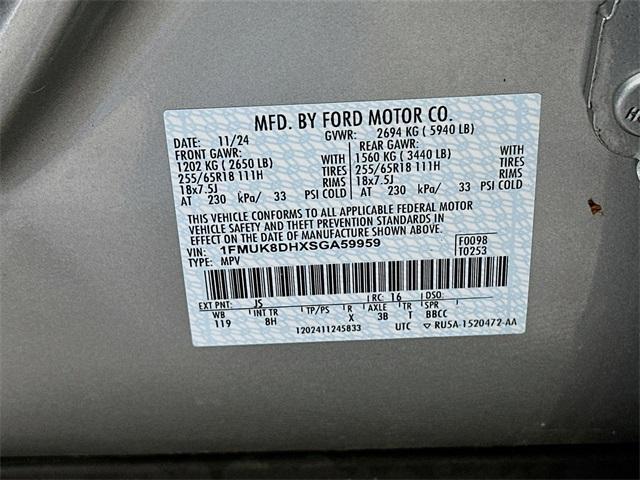 MFD. BY FORD MOTOR CO.
DATE: 11/24 GVWR: 2694 KG ( 5940 LB)
FRONT GAWR: REAR GAWR:
1202 KG ( 2650 LB) 1560 KG ( 3440 LB)
255/65R18 111H TIRES 255/65R18 111H TIRES
18x7.5J RIMS 18x7.5J RIMS
AT 230 kPa/ 33 PSI COLD AT 230 kPa/ 33 PSI COLD
THIS VEHICLE CONFORMS TO ALL APPLICABLE FEDERAL MOTOR
VEHICLE SAFETY AND THEFT PREVENTION STANDARDS IN
EFFECT ON THE DATE OF MANUFACTURE SHOWN ABOVE.
VIN: 1FMUK8DHXSGA59959 F0098
TYPE: MPV T0253
EXT PNT: JS RC: 16 DSO:
WB INT TR TP/PS R AXLE TR SPR
119 8H X 3B T BBCC
1202411245833 UTC RU5A-1520472-AA